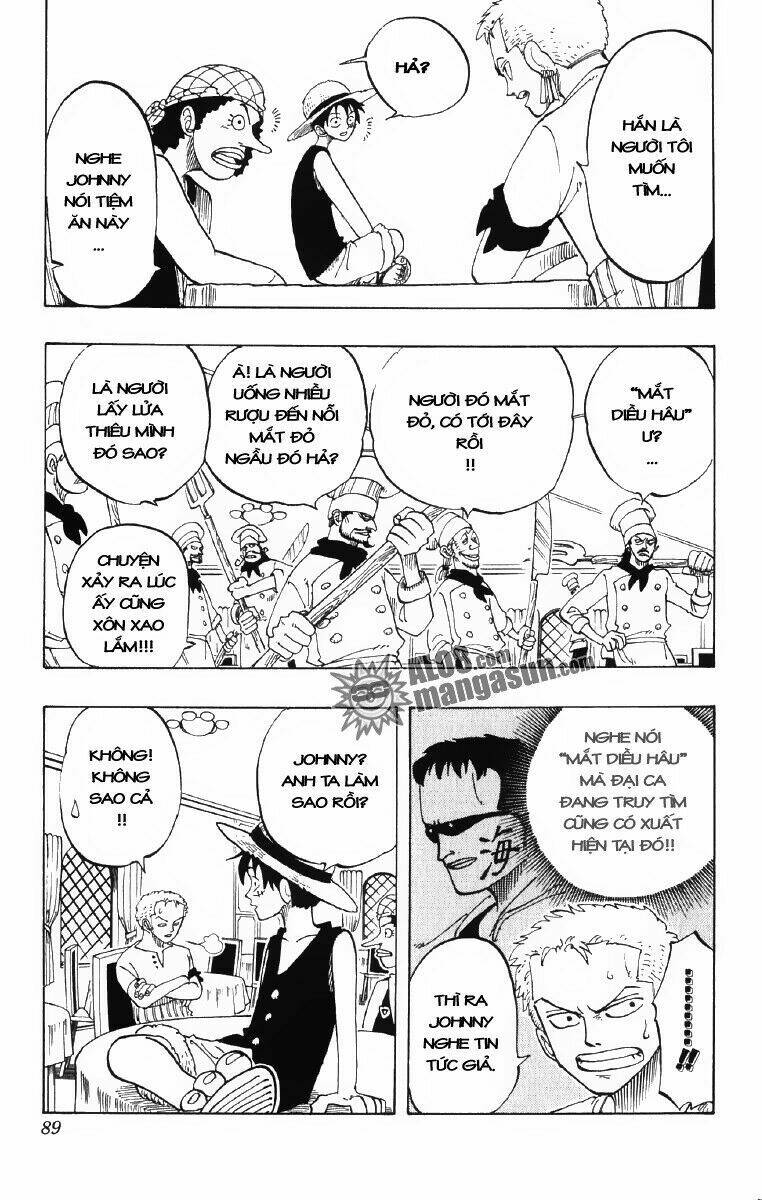 HẢ?
HẮN LÀ
NGƯỜI TÔI
MUỐN
TÌM...
NGHE
JOHNNY
NÓI TIỆM
ĂN NÀY
...
"MẮT
DIỀU HÂU"
Ư?
...
NGƯỜI ĐÓ MẮT
ĐỎ, CÓ TỚI ĐÂY
RỒI
!!
À! LÀ NGƯỜI
UỐNG NHIỀU
RƯỢU ĐẾN NỖI
MẮT ĐỎ
NGẦU ĐÓ HẢ?
LÀ NGƯỜI
LẤY LỬA
THIÊU MÌNH
ĐÓ SAO?
CHUYỆN
XẢY RA LÚC
ẤY CŨNG
XÔN XAO
LẮM!!!
ALOB.com
mangasun.com
NGHE NÓI
"MẮT DIỀU HÂU"
MÀ ĐẠI CA
ĐANG TRUY TÌM
CŨNG CÓ XUẤT
HIỆN TẠI ĐÓ!!
海
.........!!
THÌ RA
JOHNNY
NGHE TIN
TỨC GIẢ.
JOHNNY?
ANH TA LÀM
SAO RỒI?
KHÔNG!
KHÔNG
SAO CẢ
!!
89